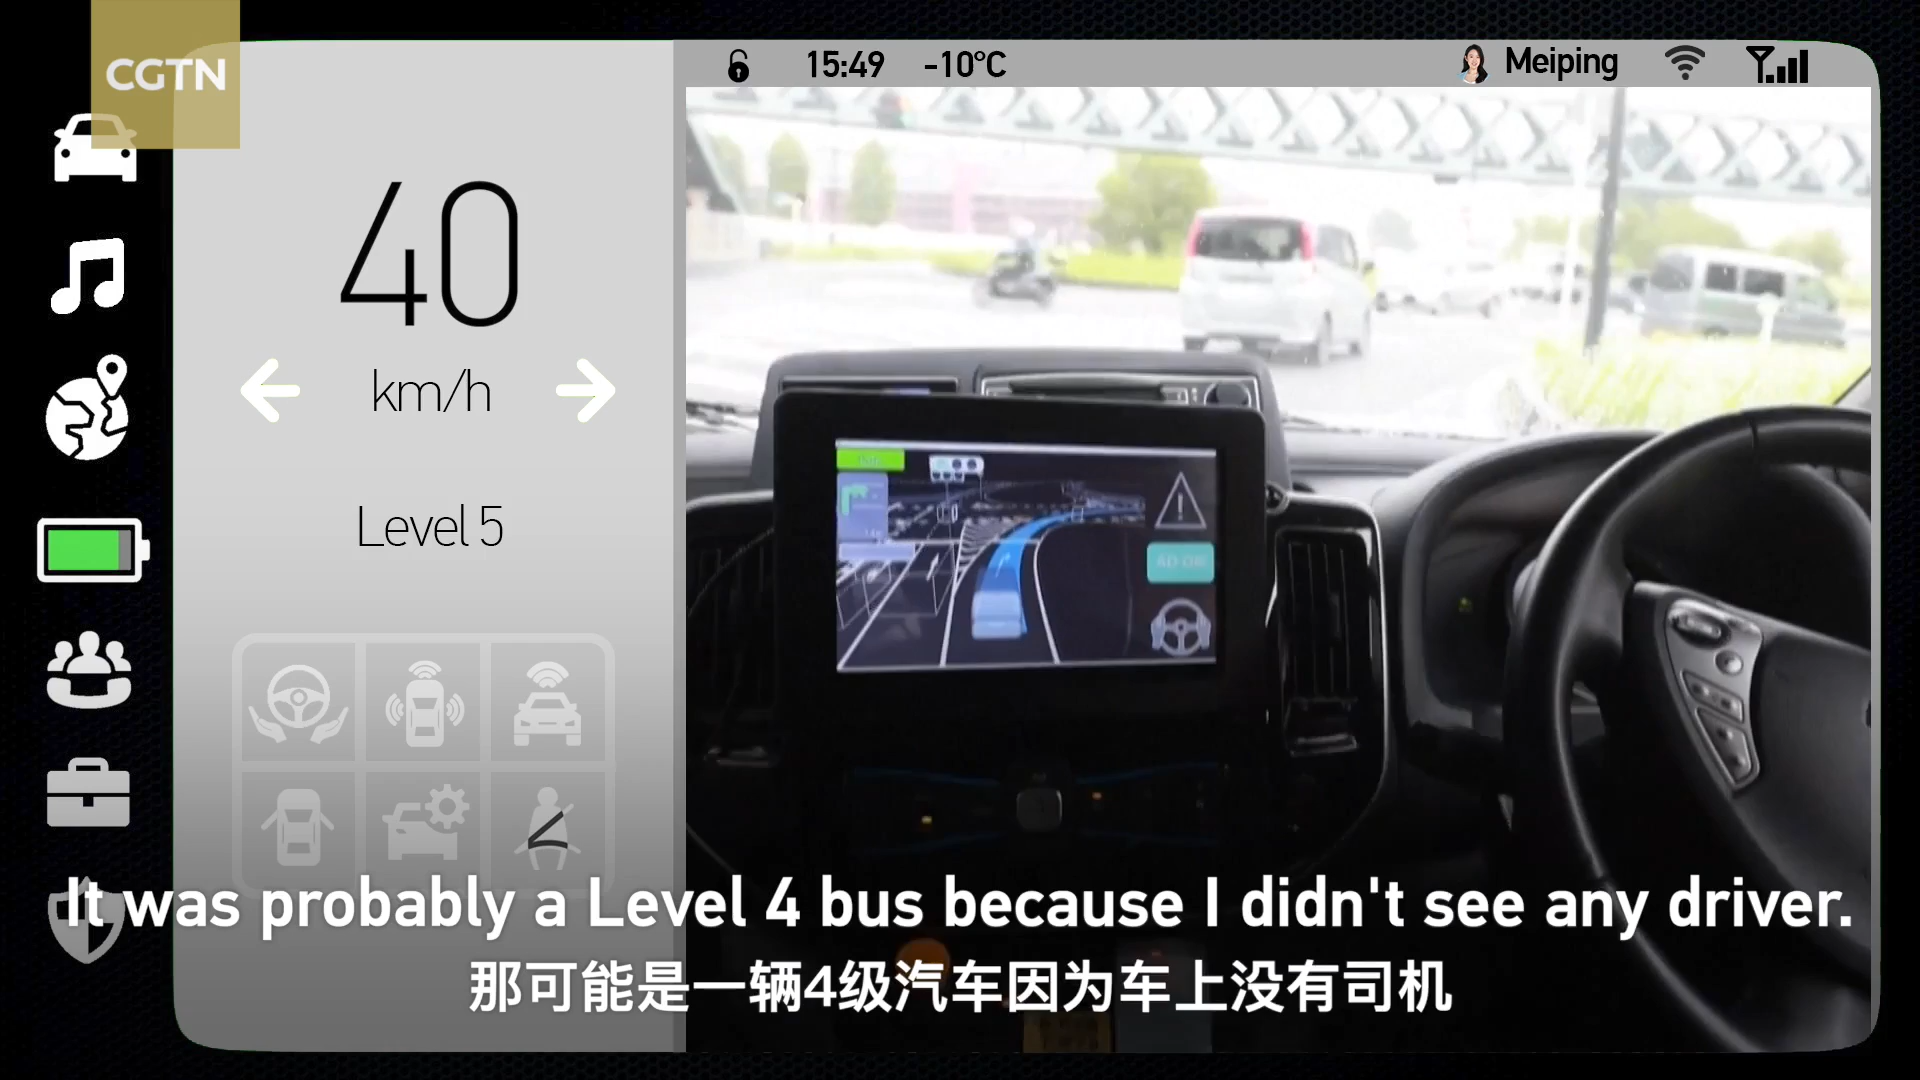 CGTN
15:49 -10°C Meiping
40
km/h
Level 5
AD ON
It was probably a Level 4 bus because I didn't see any driver.
那可能是一辆4级汽车因为车上没有司机